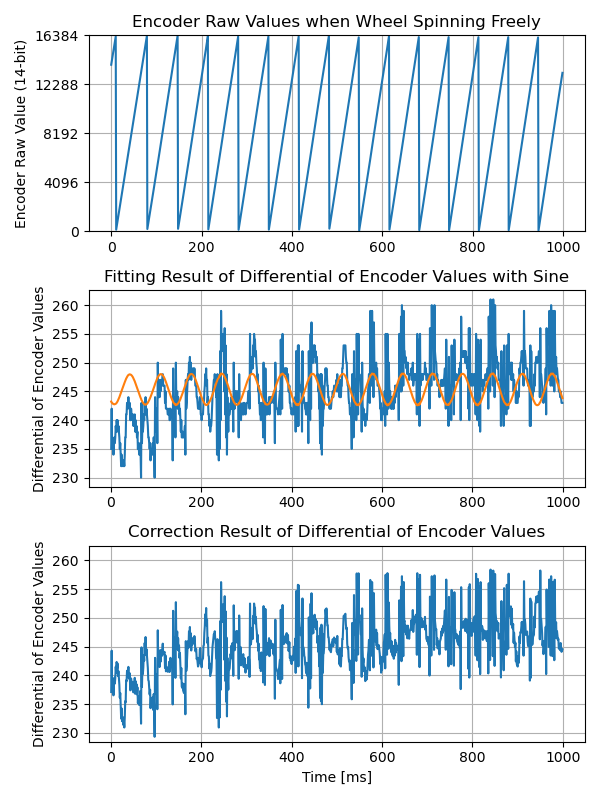 Encoder Raw Values when Wheel Spinning Freely
Encoder Raw Value (14-bit)
16384
12288
8192
4096
0
0 200 400 600 800 1000
Fitting Result of Differential of Encoder Values with Sine
Differential of Encoder Values
260
255
250
245
240
235
230
0 200 400 600 800 1000
Correction Result of Differential of Encoder Values
Differential of Encoder Values
260
255
250
245
240
235
230
0 200 400 600 800 1000
Time [ms]